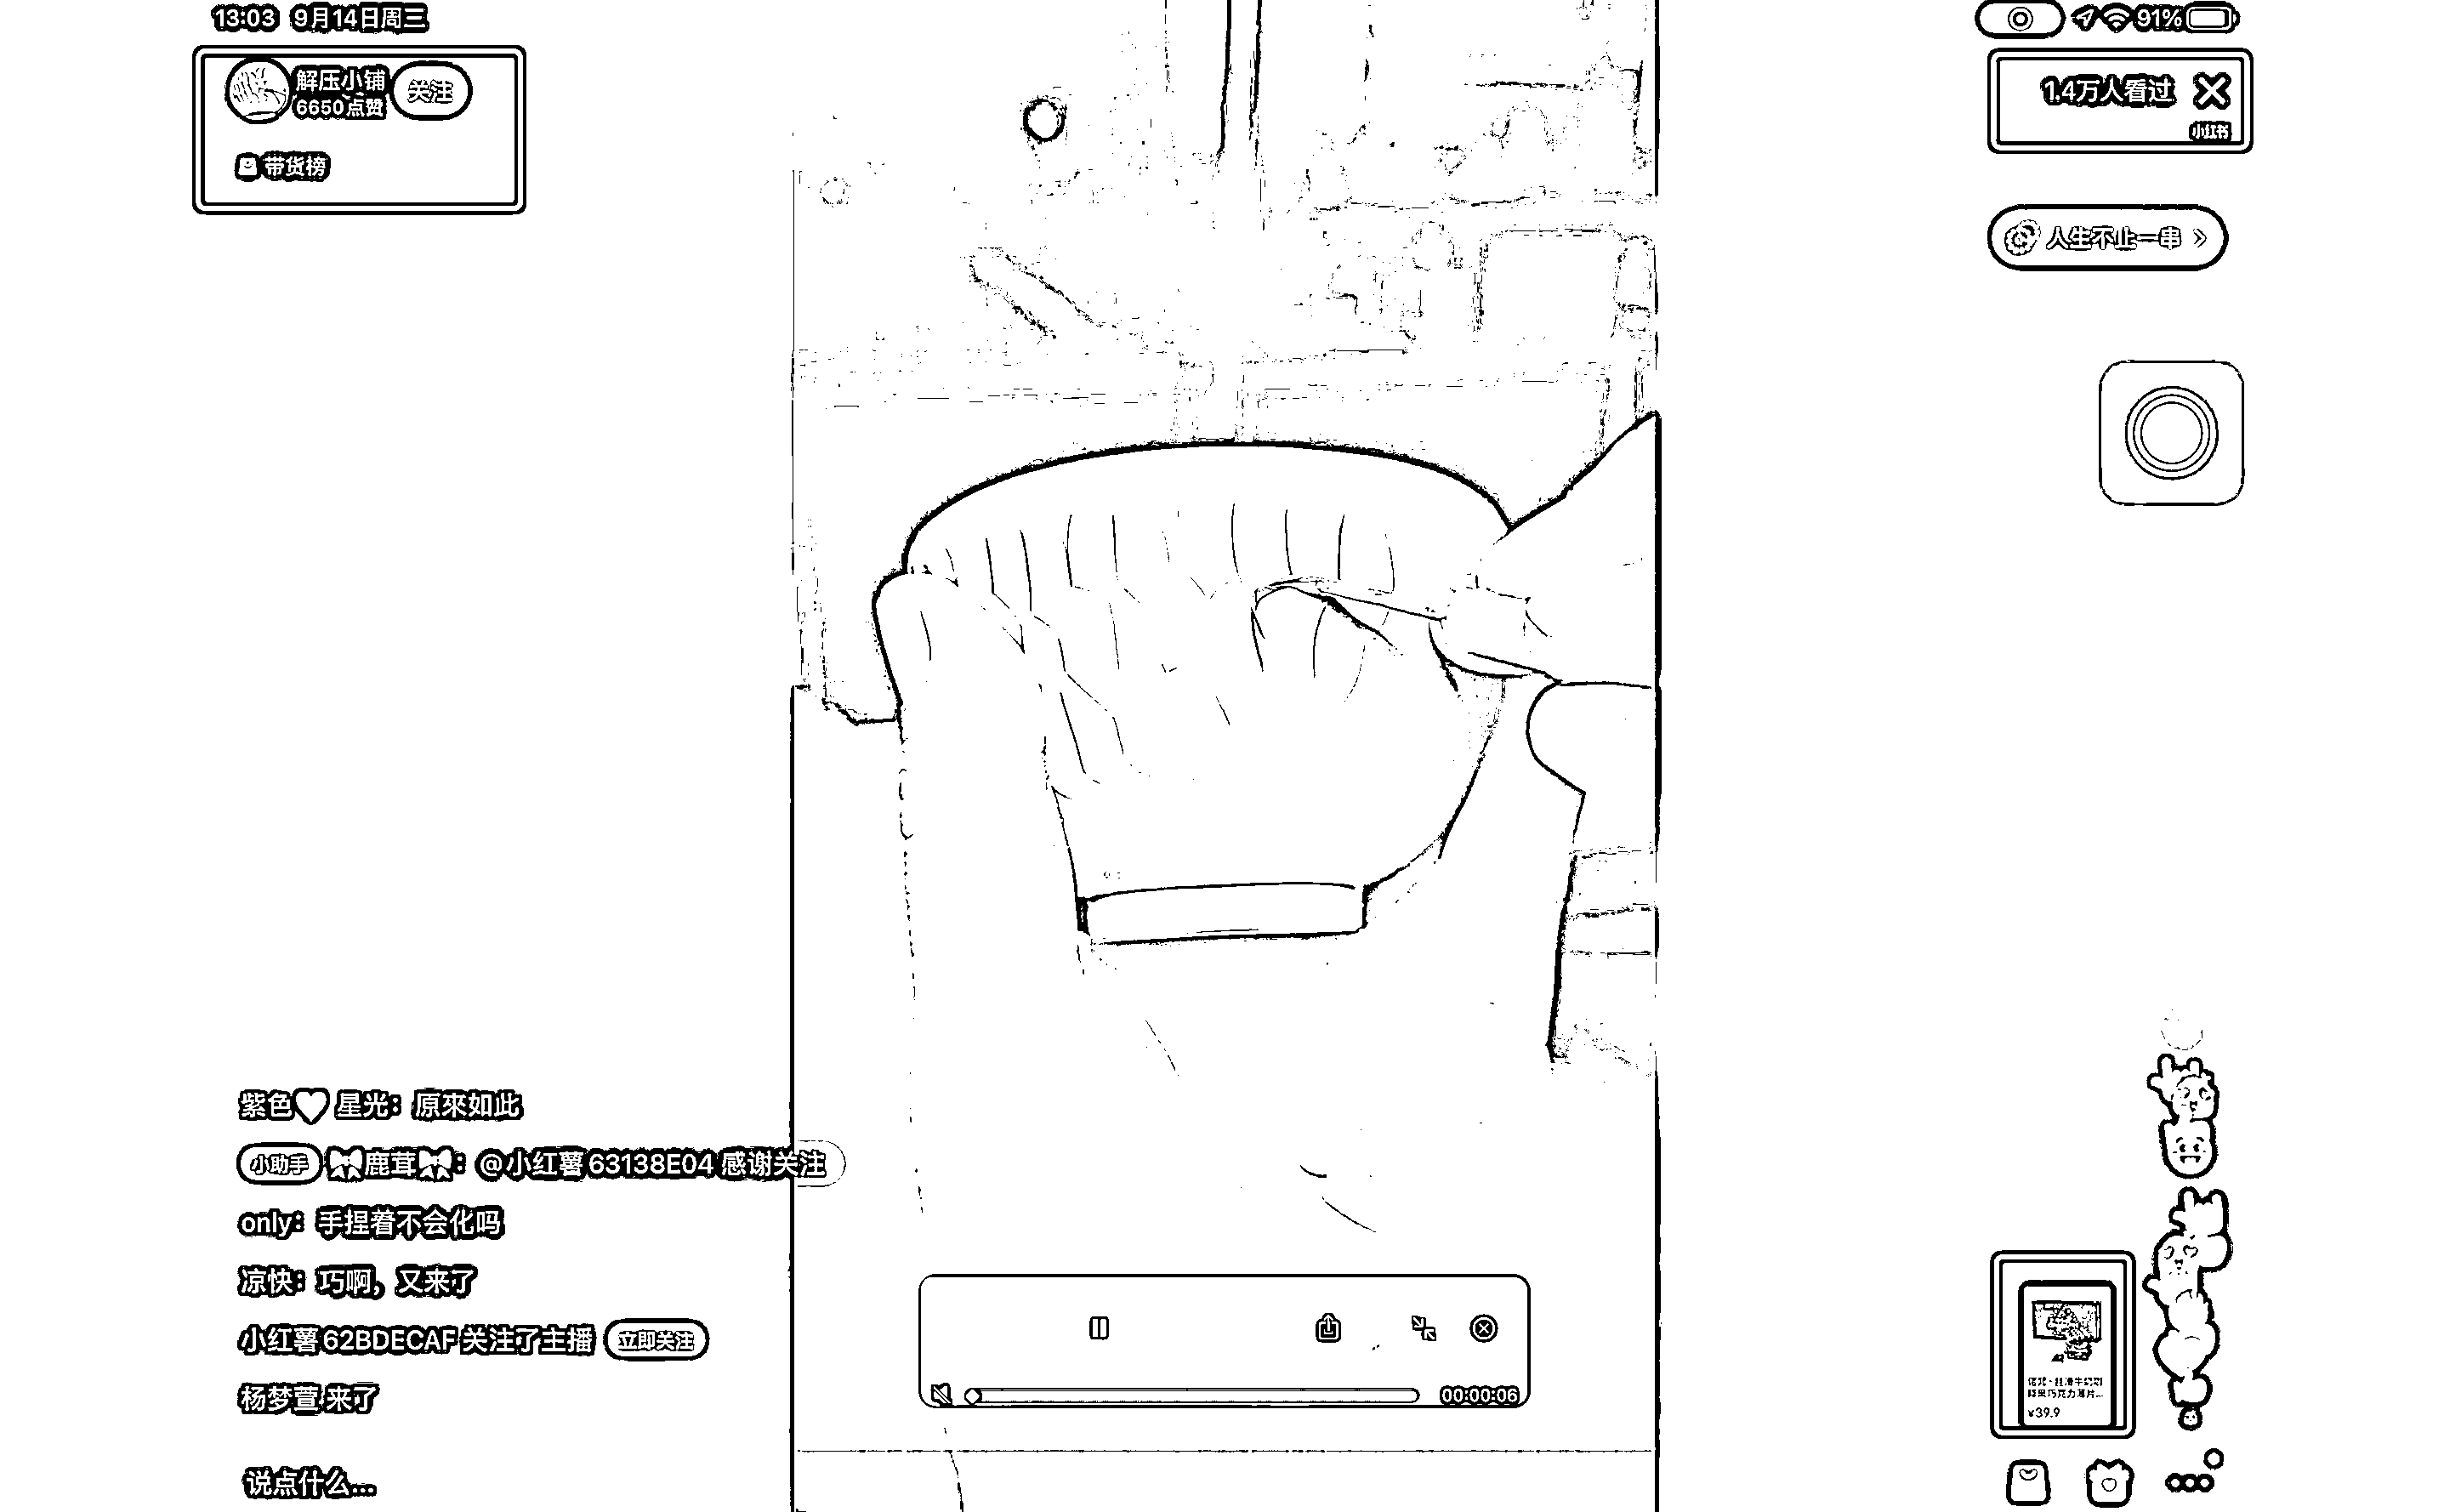 13:03 9月14日周三
91%
解压小铺
6650点赞
关注
1.4万人看过
小红书
带货榜
人生不止一串
紫色♡星光：原來如此
小助手 🎀鹿茸🎀：@小红薯63138E04 感谢关注
only：手捏着不会化吗
凉快：巧啊，又来了
小红薯62BDECAF 关注了主播 立即关注
杨梦萱 来了
说点什么...
00:00:06
巧克力薄片...
¥39.9